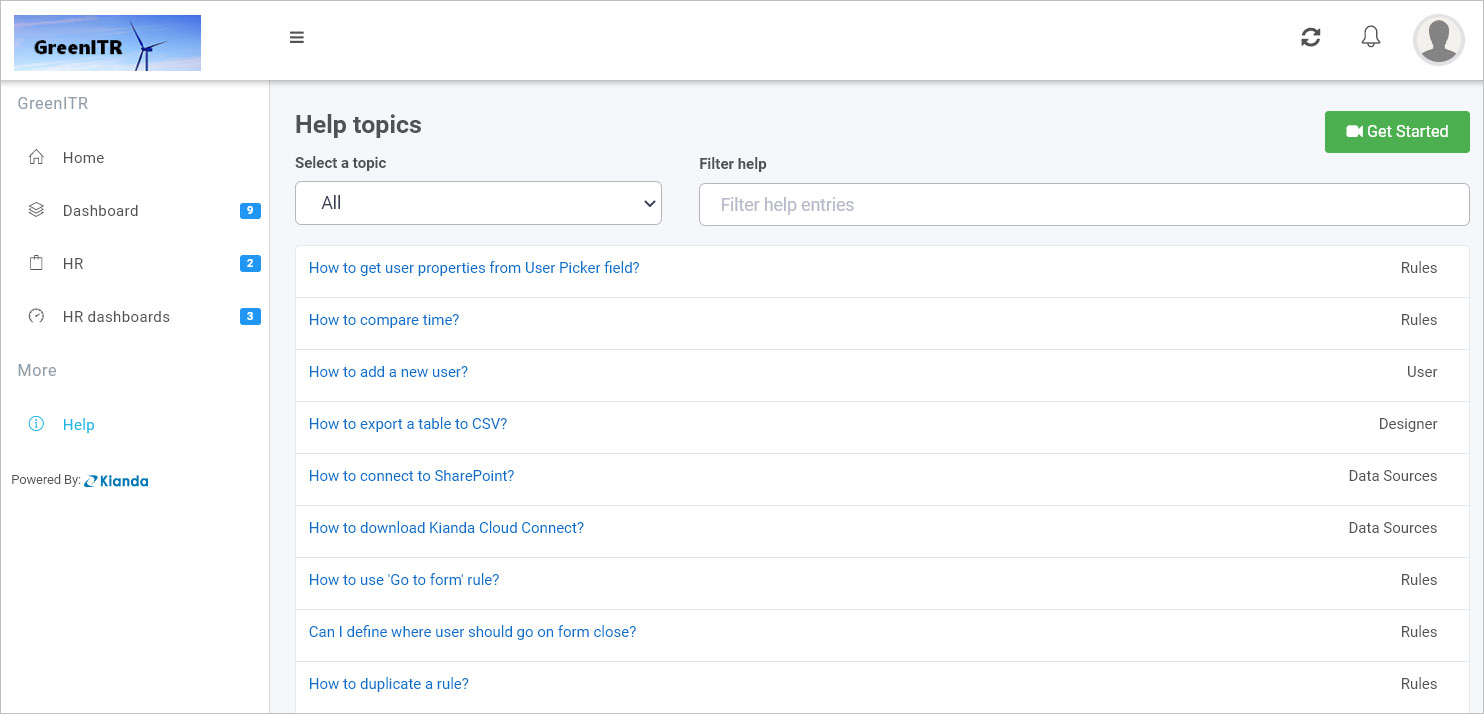 GreenITR
GreenITR
Home
Dashboard 9
HR 2
HR dashboards 3
More
Help
Powered By: Kianda
Help topics
Get Started
Select a topic
All
Filter help
Filter help entries
How to get user properties from User Picker field? Rules
How to compare time? Rules
How to add a new user? User
How to export a table to CSV? Designer
How to connect to SharePoint? Data Sources
How to download Kianda Cloud Connect? Data Sources
How to use 'Go to form' rule? Rules
Can I define where user should go on form close? Rules
How to duplicate a rule? Rules